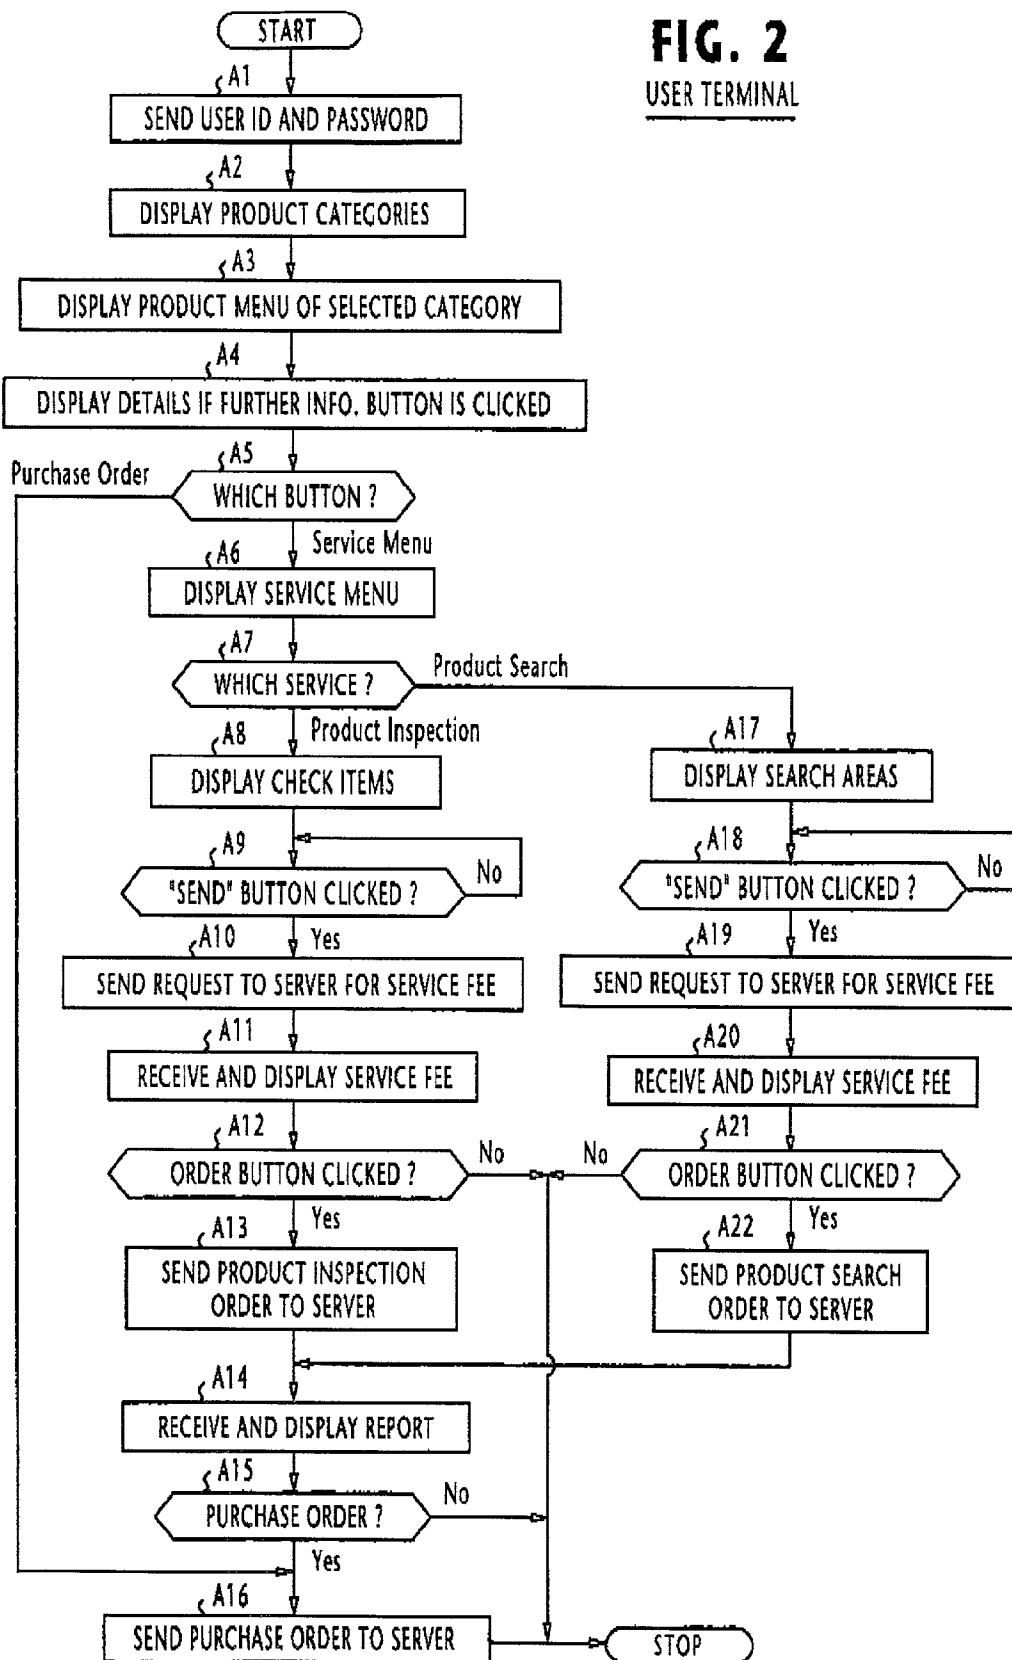 FIG. 2
USER TERMINAL
START
A1
SEND USER ID AND PASSWORD
A2
DISPLAY PRODUCT CATEGORIES
A3
DISPLAY PRODUCT MENU OF SELECTED CATEGORY
A4
DISPLAY DETAILS IF FURTHER INFO. BUTTON IS CLICKED
A5
Purchase Order
WHICH BUTTON ?
Service Menu
A6
DISPLAY SERVICE MENU
A7
WHICH SERVICE ?
Product Search
Product Inspection
A8
DISPLAY CHECK ITEMS
A9
"SEND" BUTTON CLICKED ?
No
Yes
A10
SEND REQUEST TO SERVER FOR SERVICE FEE
A11
RECEIVE AND DISPLAY SERVICE FEE
A12
ORDER BUTTON CLICKED ?
No
Yes
A13
SEND PRODUCT INSPECTION
ORDER TO SERVER
A17
DISPLAY SEARCH AREAS
A18
"SEND" BUTTON CLICKED ?
No
Yes
A19
SEND REQUEST TO SERVER FOR SERVICE FEE
A20
RECEIVE AND DISPLAY SERVICE FEE
A21
No
ORDER BUTTON CLICKED ?
Yes
A22
SEND PRODUCT SEARCH
ORDER TO SERVER
A14
RECEIVE AND DISPLAY REPORT
A15
PURCHASE ORDER ?
No
Yes
A16
SEND PURCHASE ORDER TO SERVER
STOP